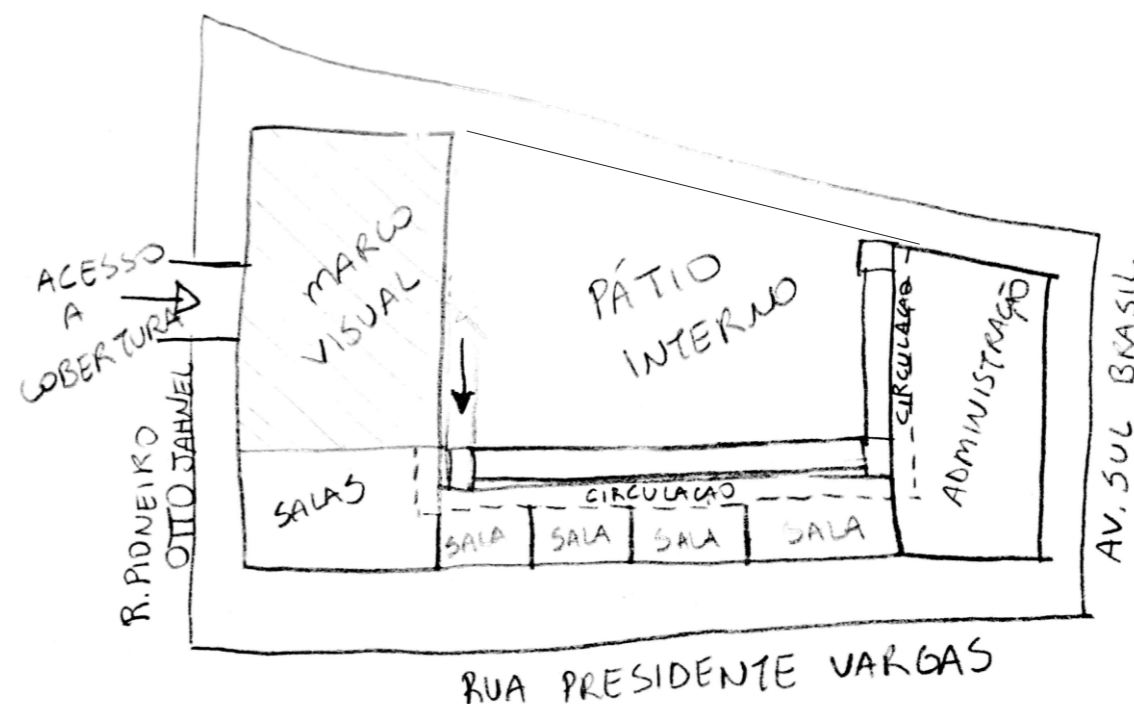 MARCO
VISUAL
PÁTIO
INTERNO
ACESSO
A
COBERTURA
CIRCULAÇÃO
ADMINISTRAÇÃO
AV. SUL BRASIL.
R. PIONEIRO
OTTO JAHNEL
SALAS
CIRCULAÇAO
SALA
SALA
SALA
SALA
RUA PRESIDENTE VARGAS